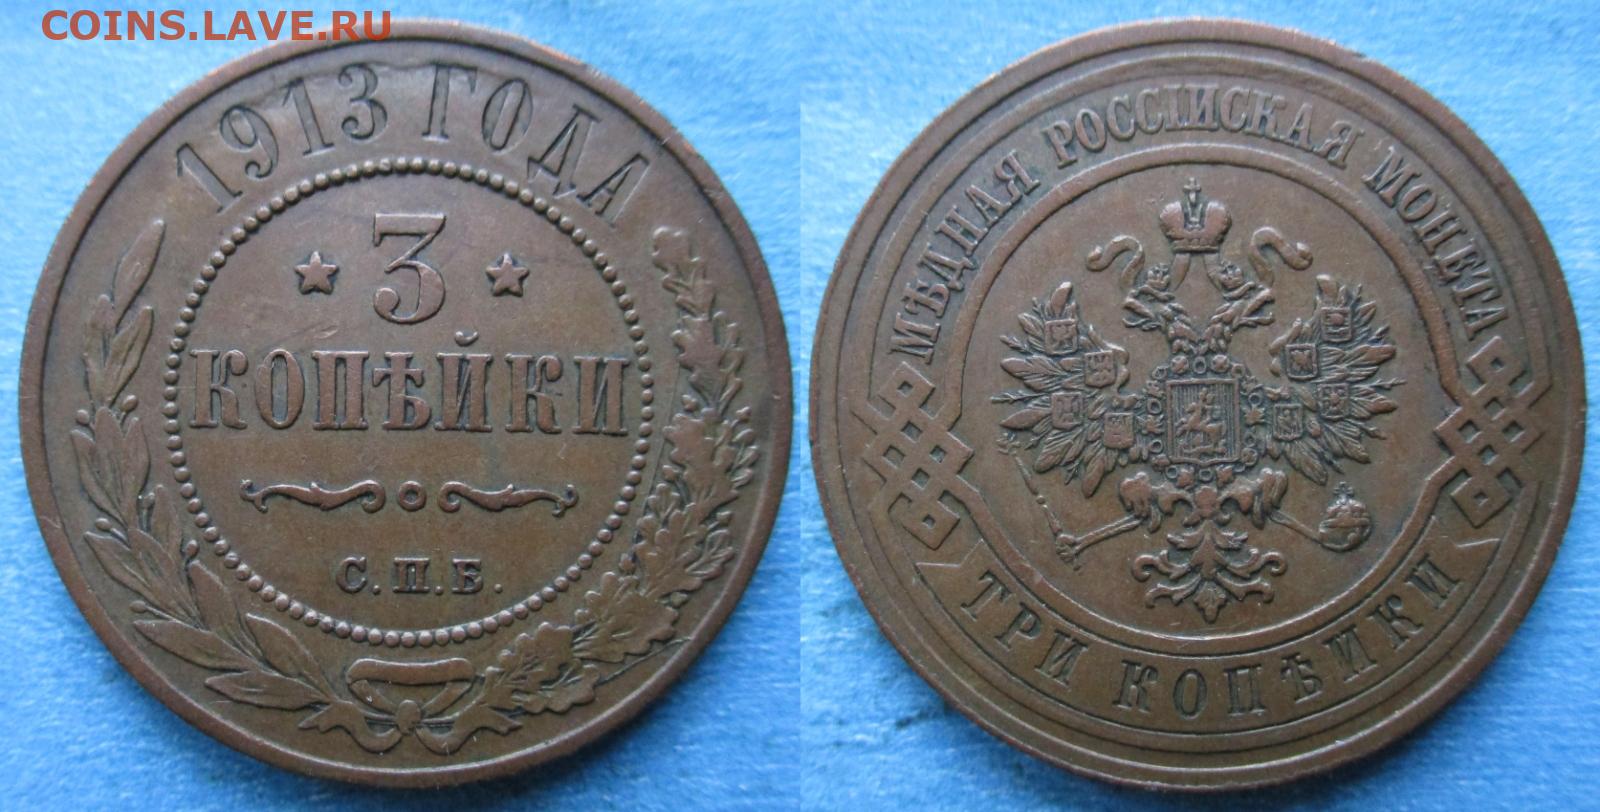 COINS.LAVE.RU
1913 ГОДА
3
КОПѢЙКИ
С.П.Б.
МѢДНАЯ РОССІЙСКАЯ МОНЕТА
ТРИ КОПѢЙКИ